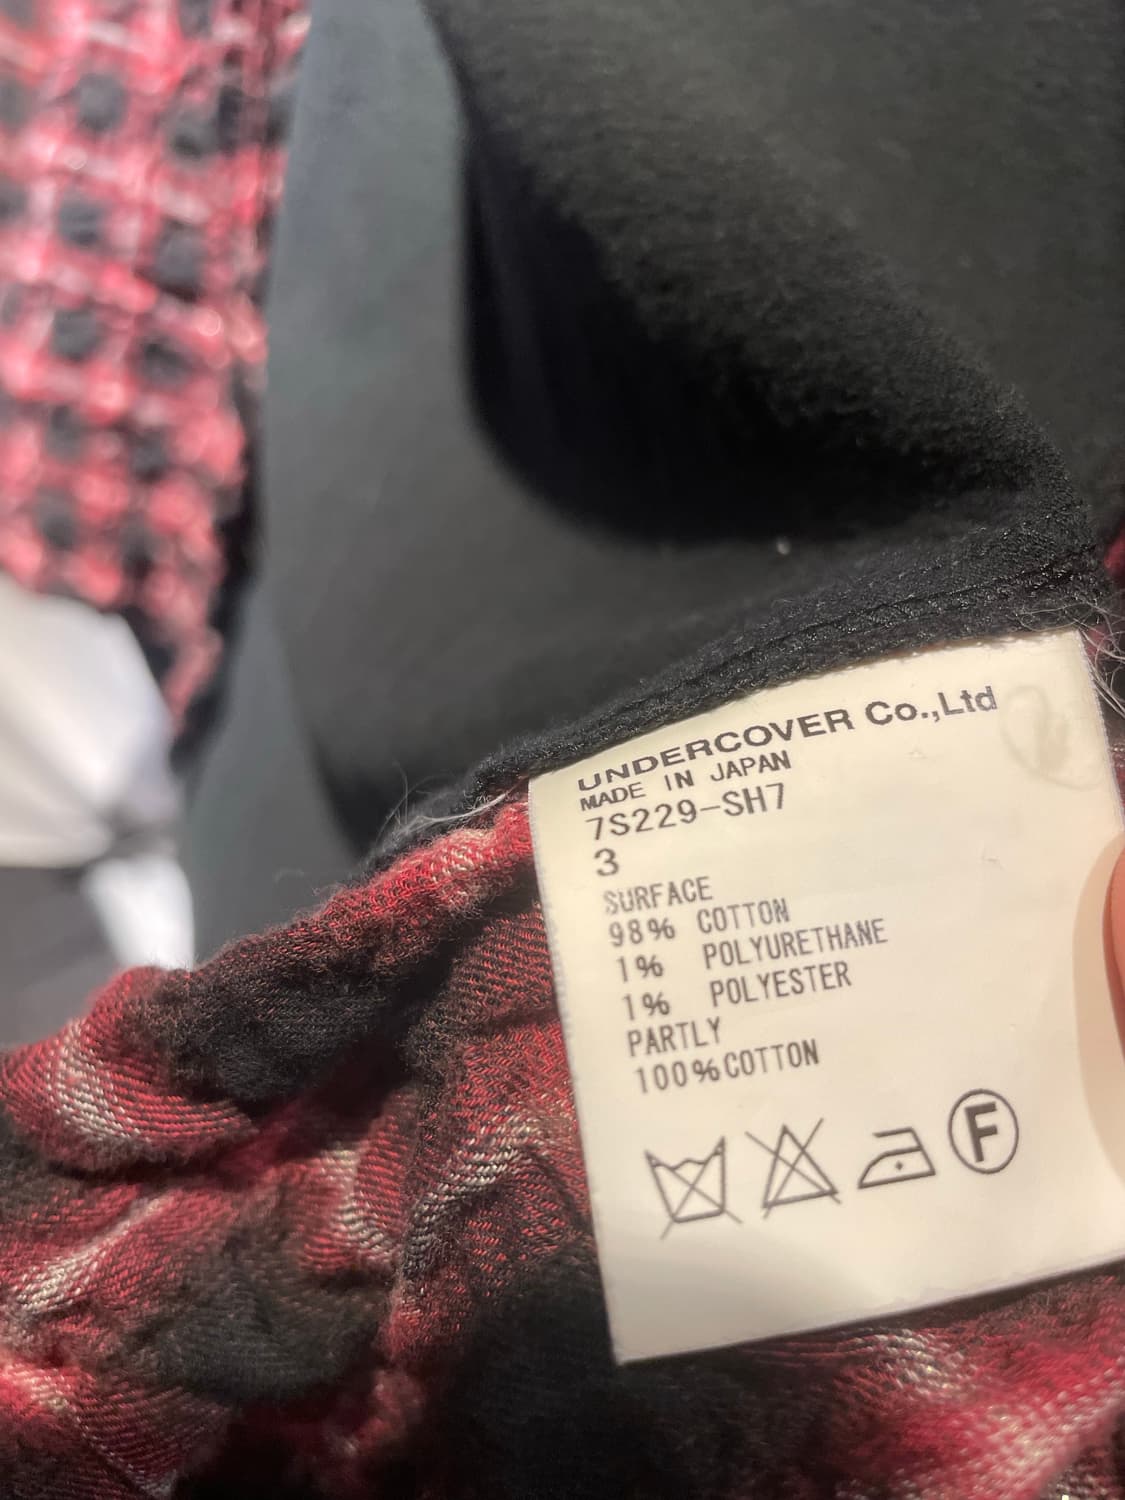 UNDERCOVER Co.,Ltd
MADE IN JAPAN
7S229-SH7
3
SURFACE
98% COTTON
1% POLYURETHANE
1% POLYESTER
PARTLY
100%COTTON
F